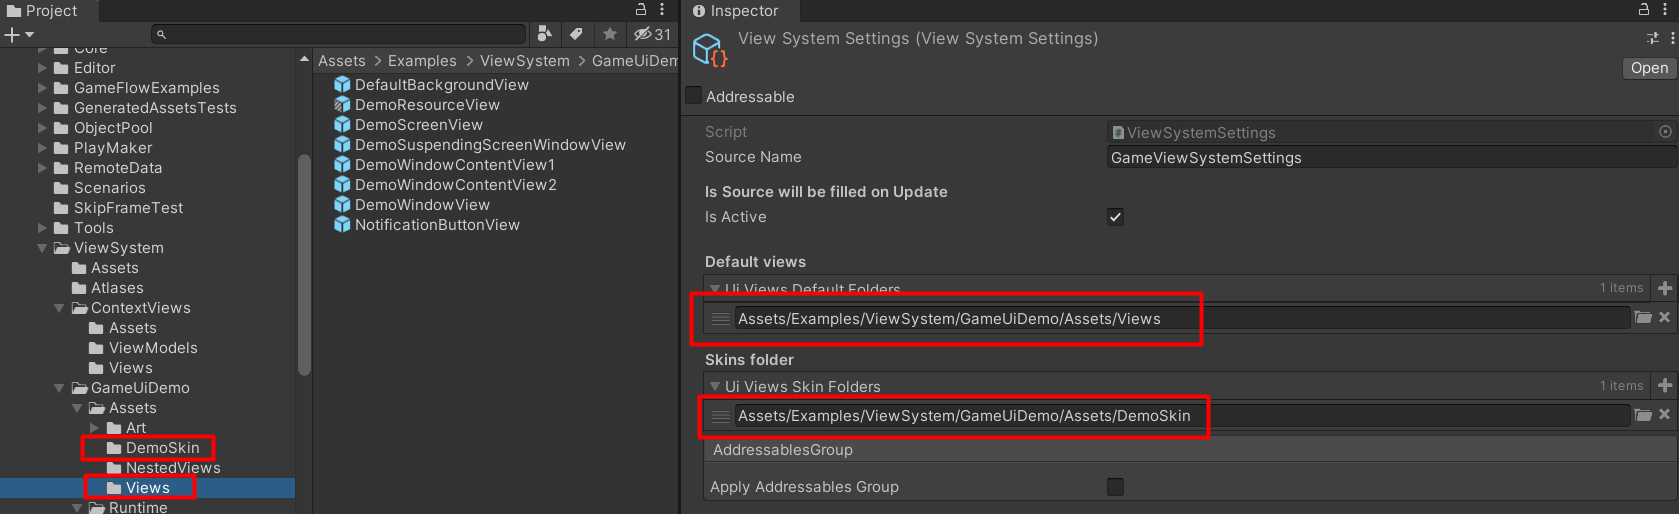 Project
31
Core
Editor
GameFlowExamples
GeneratedAssetsTests
ObjectPool
PlayMaker
RemoteData
Scenarios
SkipFrameTest
Tools
ViewSystem
Assets
Atlases
ContextViews
Assets
ViewModels
Views
GameUiDemo
Assets
Art
DemoSkin
NestedViews
Views
Runtime
Assets > Examples > ViewSystem > GameUiDem
DefaultBackgroundView
DemoResourceView
DemoScreenView
DemoSuspendingScreenWindowView
DemoWindowContentView1
DemoWindowContentView2
DemoWindowView
NotificationButtonView
Inspector
View System Settings (View System Settings)
Open
Addressable
Script ViewSystemSettings
Source Name GameViewSystemSettings
Is Source will be filled on Update
Is Active
Default views
Ui Views Default Folders 1 items
Assets/Examples/ViewSystem/GameUiDemo/Assets/Views
Skins folder
Ui Views Skin Folders 1 items
Assets/Examples/ViewSystem/GameUiDemo/Assets/DemoSkin
AddressablesGroup
Apply Addressables Group